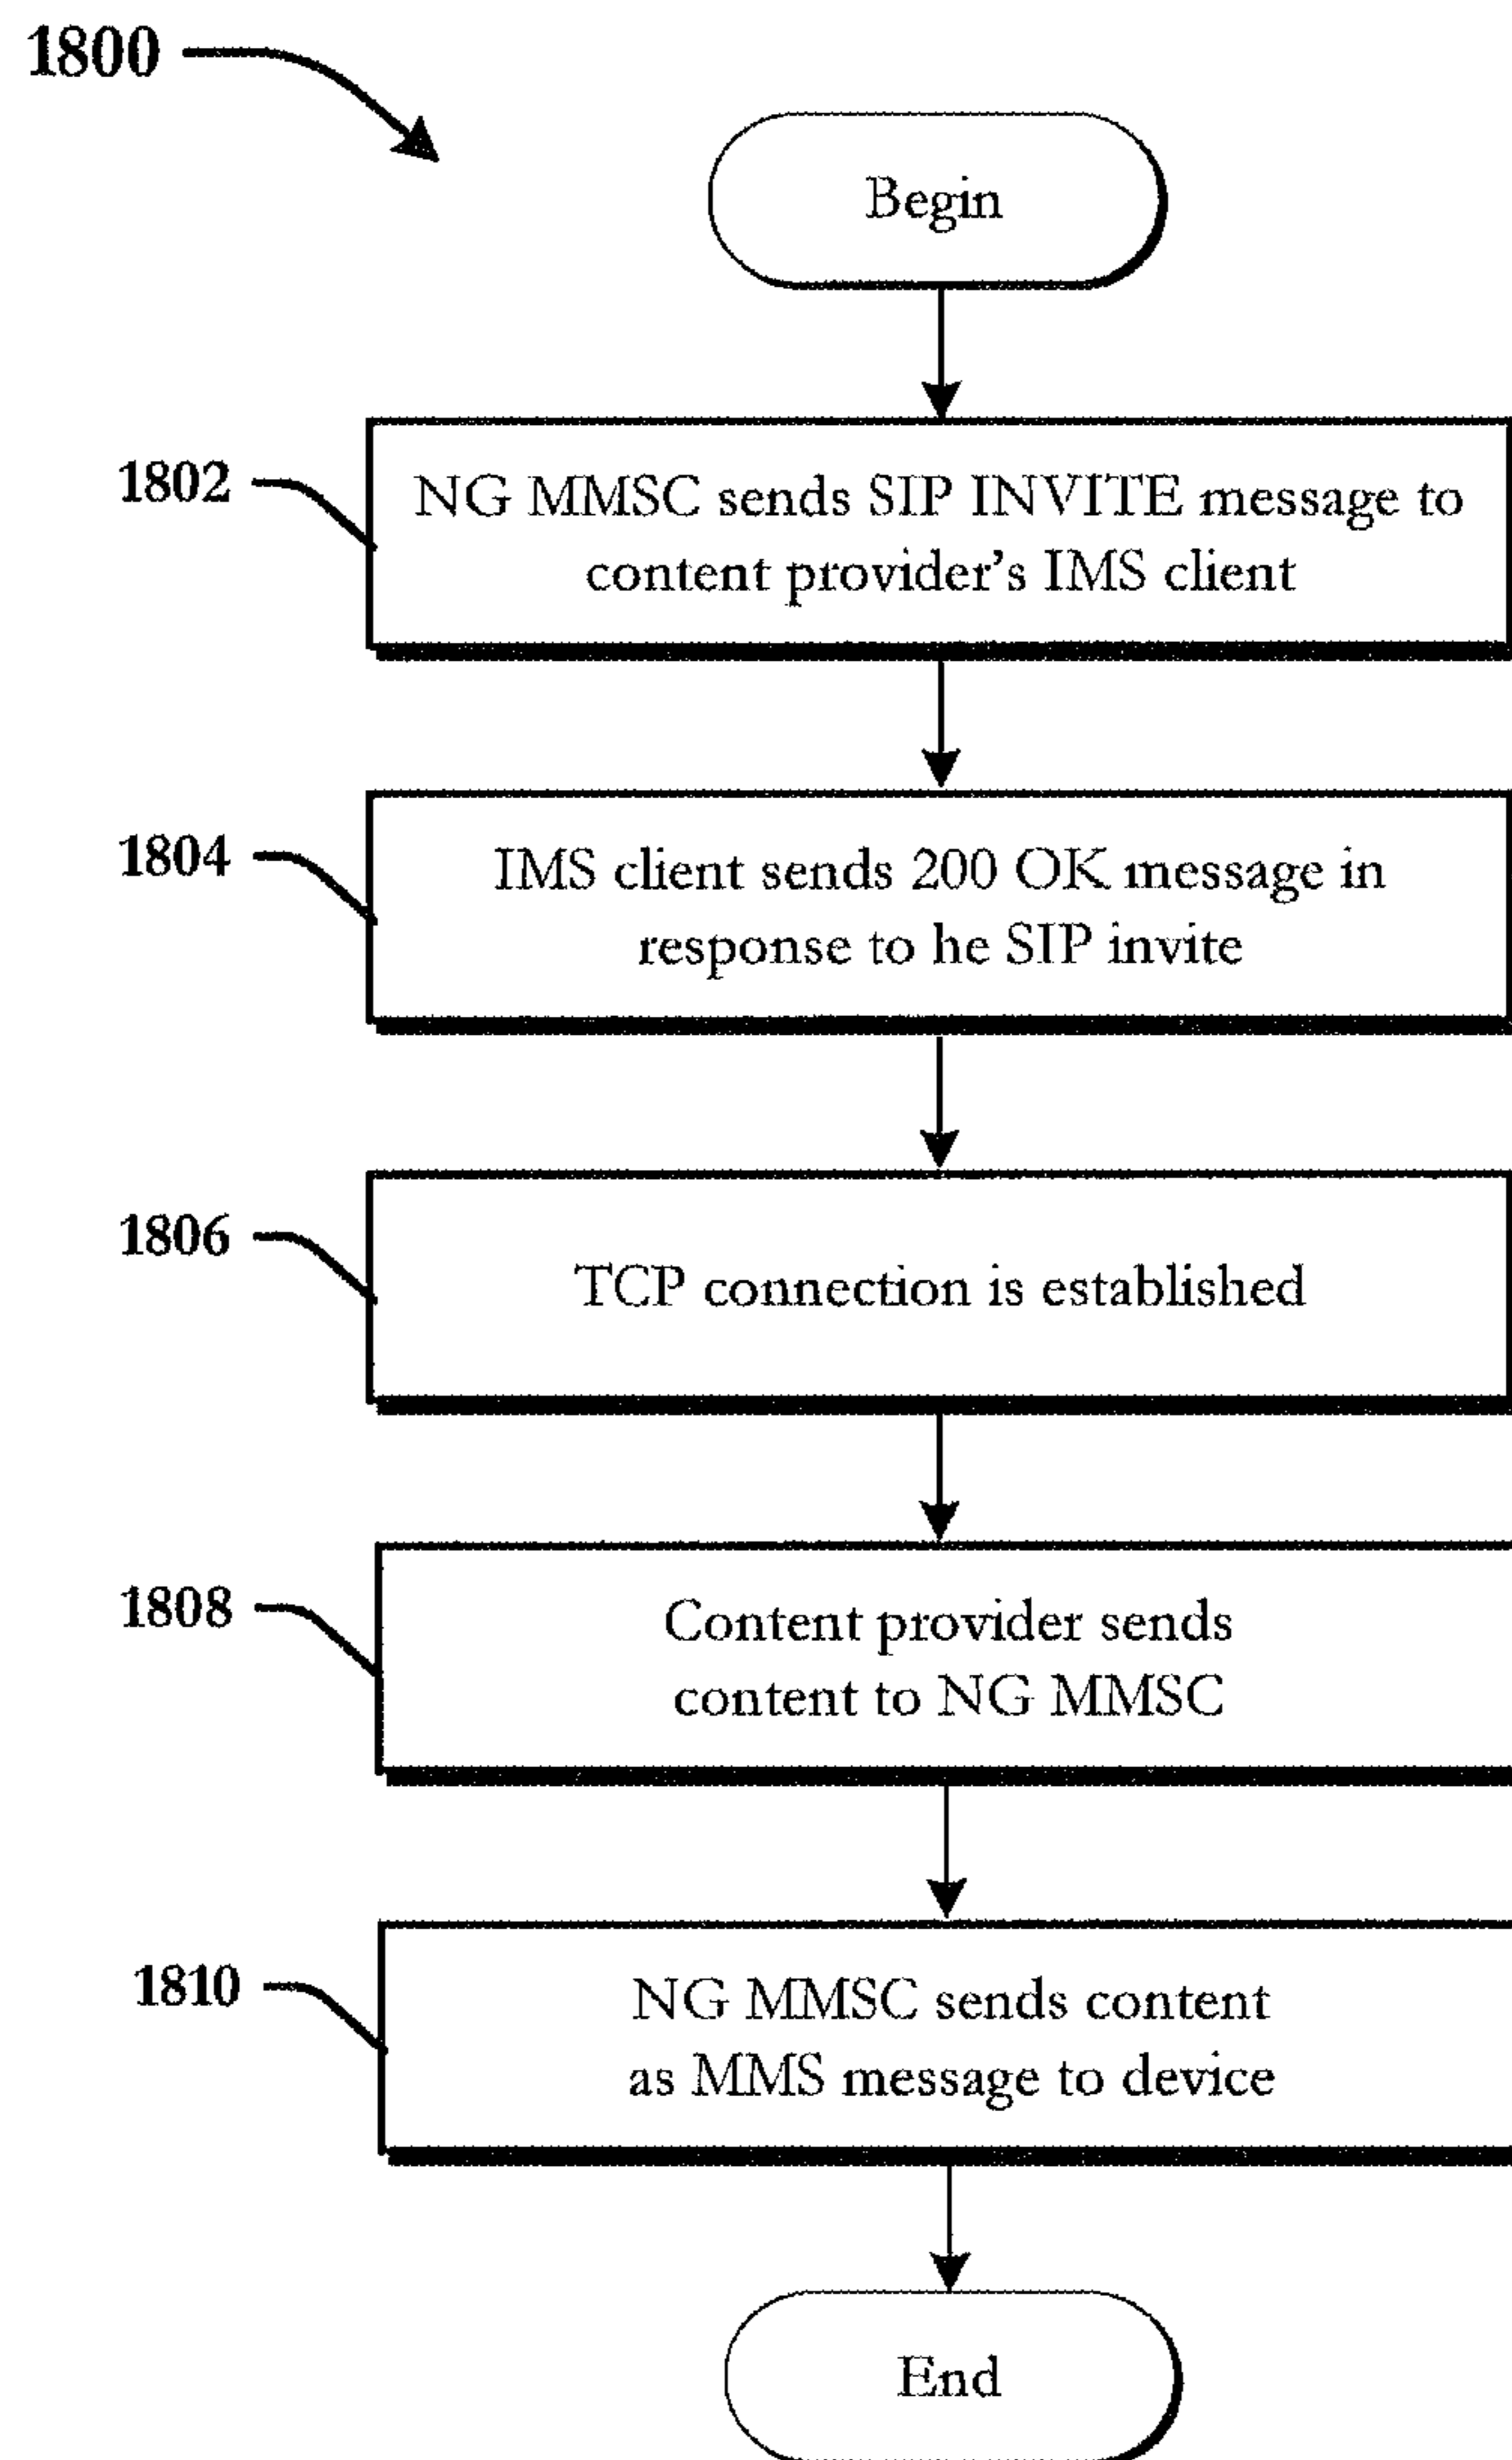 1800
Begin
1802
NG MMSC sends SIP INVITE message to
content provider's IMS client
1804
IMS client sends 200 OK message in
response to he SIP invite
1806
TCP connection is established
1808
Content provider sends
content to NG MMSC
1810
NG MMSC sends content
as MMS message to device
End